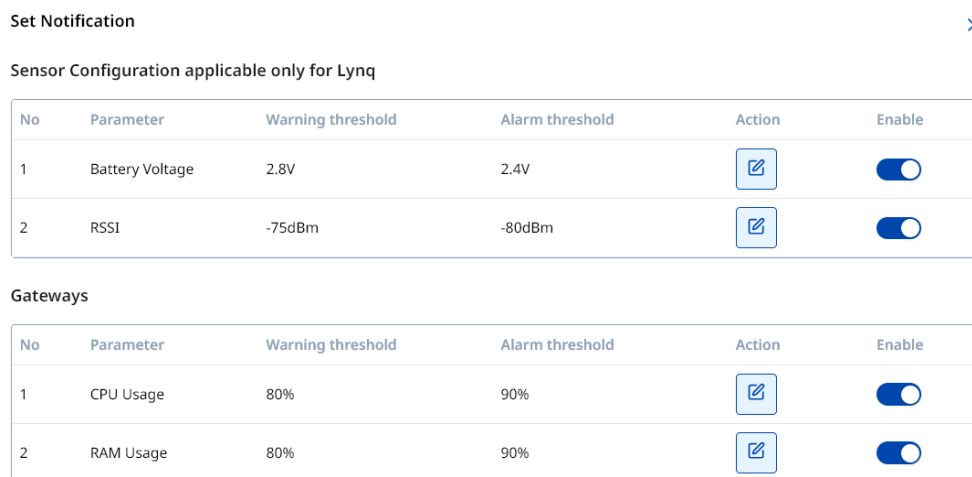 Set Notification
Sensor Configuration applicable only for Lynq
No Parameter Warning threshold Alarm threshold Action Enable
1 Battery Voltage 2.8V 2.4V
2 RSSI -75dBm -80dBm
Gateways
No Parameter Warning threshold Alarm threshold Action Enable
1 CPU Usage 80% 90%
2 RAM Usage 80% 90%